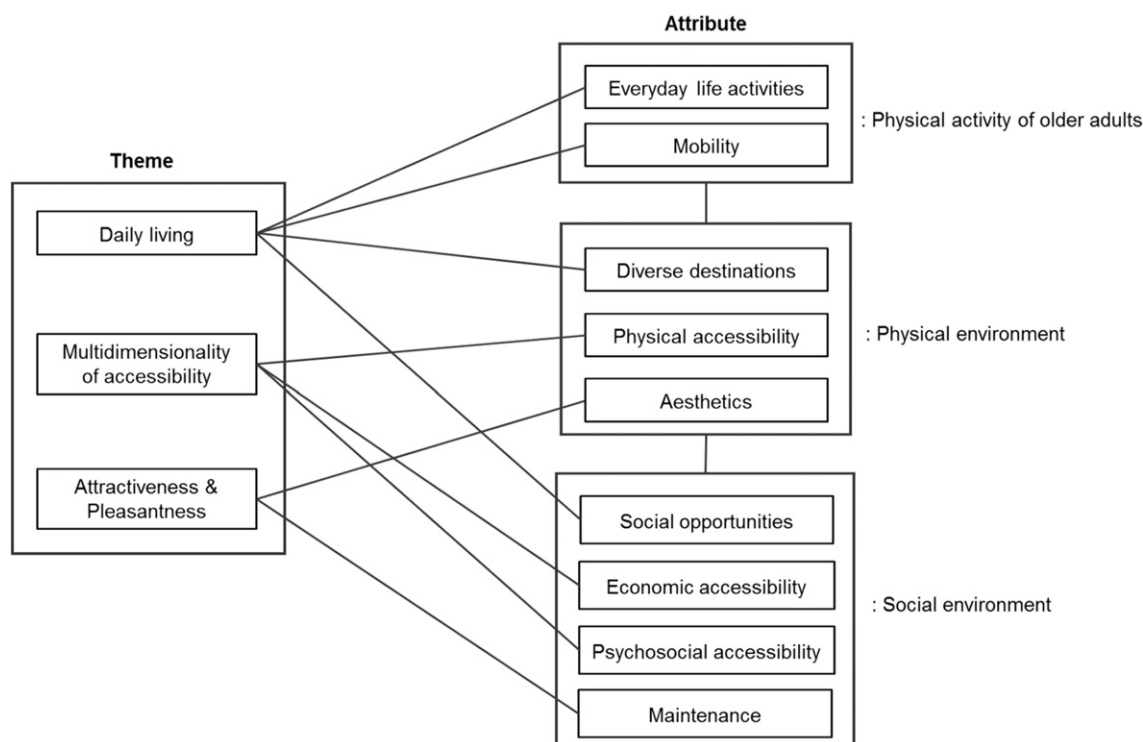 Theme
Daily living
Multidimensionality
of accessibility
Attractiveness &
Pleasantness
Attribute
Everyday life activities
Mobility
: Physical activity of older adults
Diverse destinations
Physical accessibility
Aesthetics
: Physical environment
Social opportunities
Economic accessibility
Psychosocial accessibility
Maintenance
: Social environment